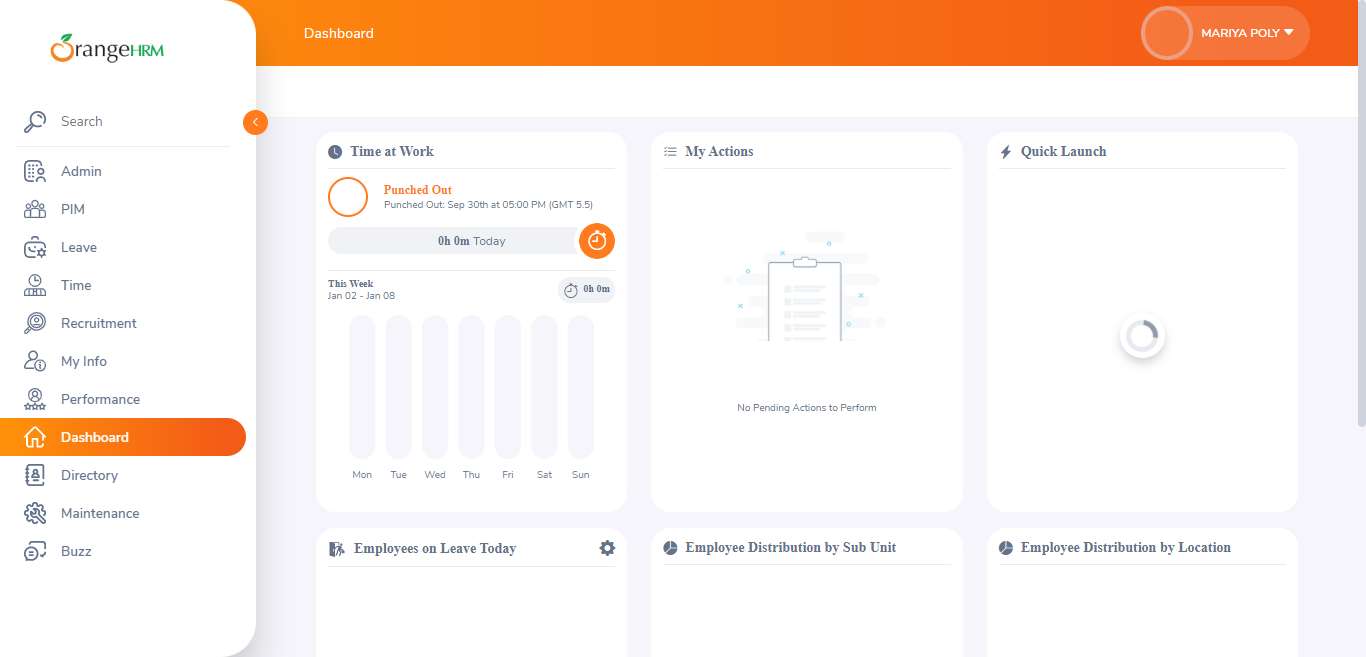 OrangeHRM
Dashboard
MARIYA POLY
Search
Admin
PIM
Leave
Time
Recruitment
My Info
Performance
Dashboard
Directory
Maintenance
Buzz
Time at Work
Punched Out
Punched Out: Sep 30th at 05:00 PM (GMT 5.5)
0h 0m Today
This Week
Jan 02 - Jan 08
0h 0m
Mon Tue Wed Thu Fri Sat Sun
My Actions
No Pending Actions to Perform
Quick Launch
Employees on Leave Today
Employee Distribution by Sub Unit
Employee Distribution by Location